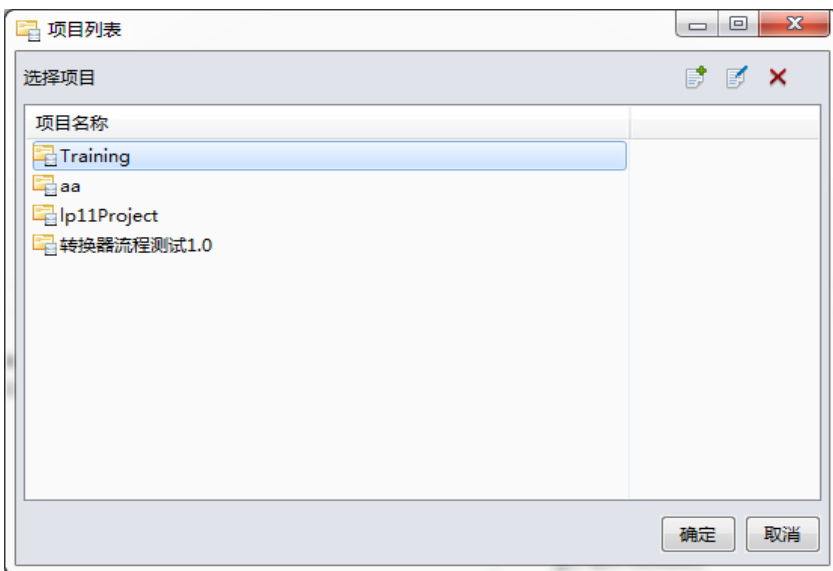 项目列表
选择项目
项目名称
Training
aa
lp11Project
转换器流程测试1.0
确定
取消